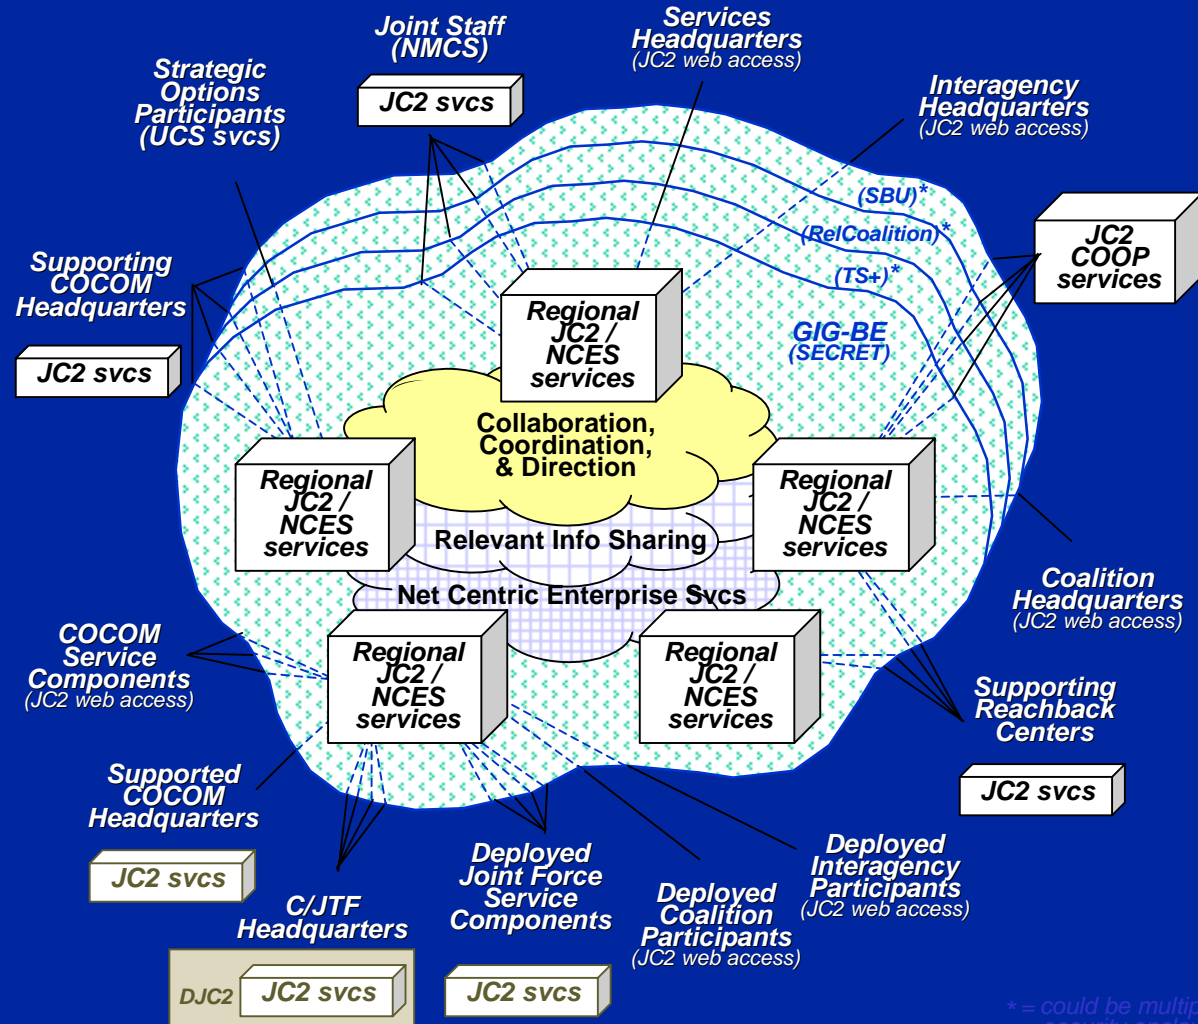 Joint Staff
(NMCS)
JC2 svcs
Services
Headquarters
(JC2 web access)
Strategic
Options
Participants
(UCS svcs)
Interagency
Headquarters
(JC2 web access)
(SBU)*
(RelCoalition)*
(TS+)*
GIG-BE
(SECRET)
JC2
COOP
services
Supporting
COCOM
Headquarters
JC2 svcs
Regional
JC2 /
NCES
services
Collaboration,
Coordination,
& Direction
Regional
JC2 /
NCES
services
Regional
JC2 /
NCES
services
Relevant Info Sharing
Net Centric Enterprise Svcs
Coalition
Headquarters
(JC2 web access)
COCOM
Service
Components
(JC2 web access)
Regional
JC2 /
NCES
services
Regional
JC2 /
NCES
services
Supporting
Reachback
Centers
JC2 svcs
Supported
COCOM
Headquarters
JC2 svcs
C/JTF
Headquarters
DJC2
JC2 svcs
Deployed
Joint Force
Service
Components
JC2 svcs
Deployed
Coalition
Participants
(JC2 web access)
Deployed
Interagency
Participants
(JC2 web access)
* = could be